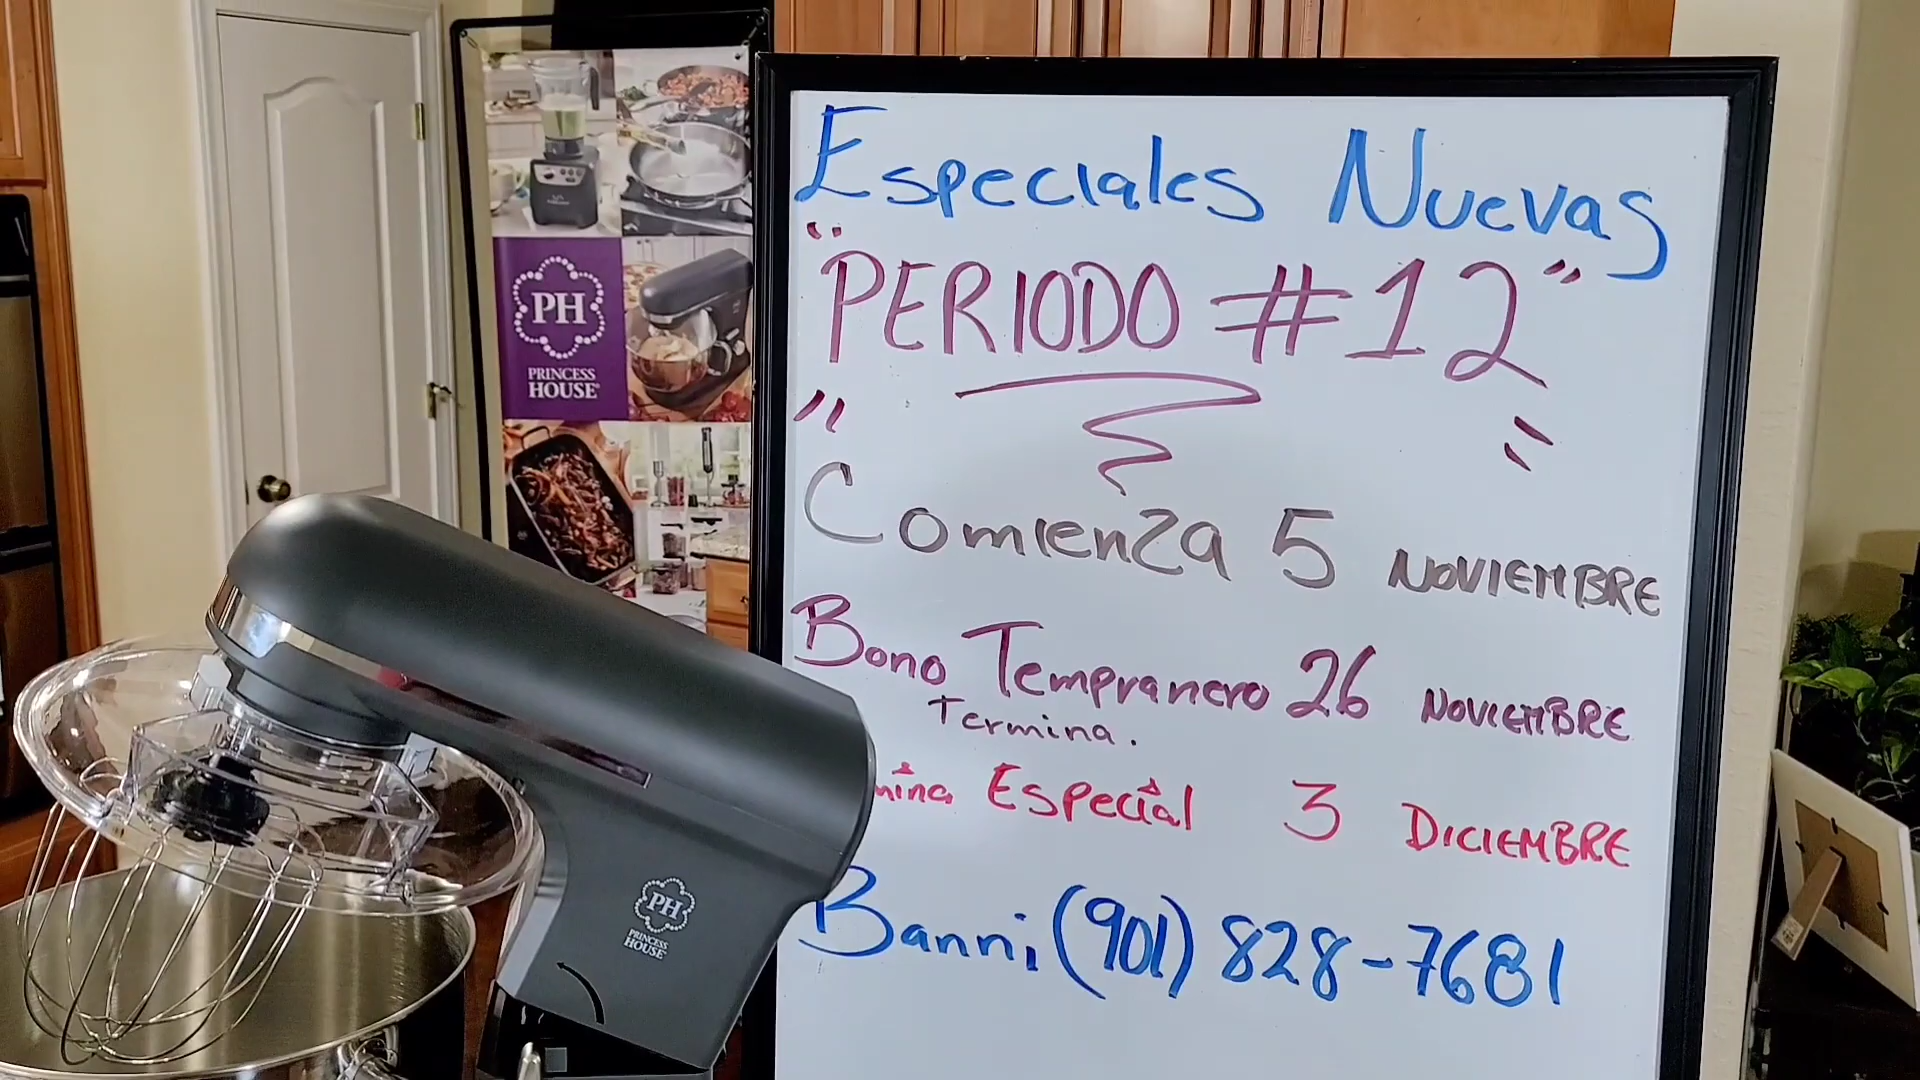 Especiales Nuevas
"PERIODO #12"
" "
Comienza 5 NOVIEMBRE
Bono Tempranero 26 NOVIEMBRE
Termina.
Especial 3 DICIEMBRE
Banni (901) 828-7681
PH
PRINCESS
HOUSE®
PH
PRINCESS
HOUSE